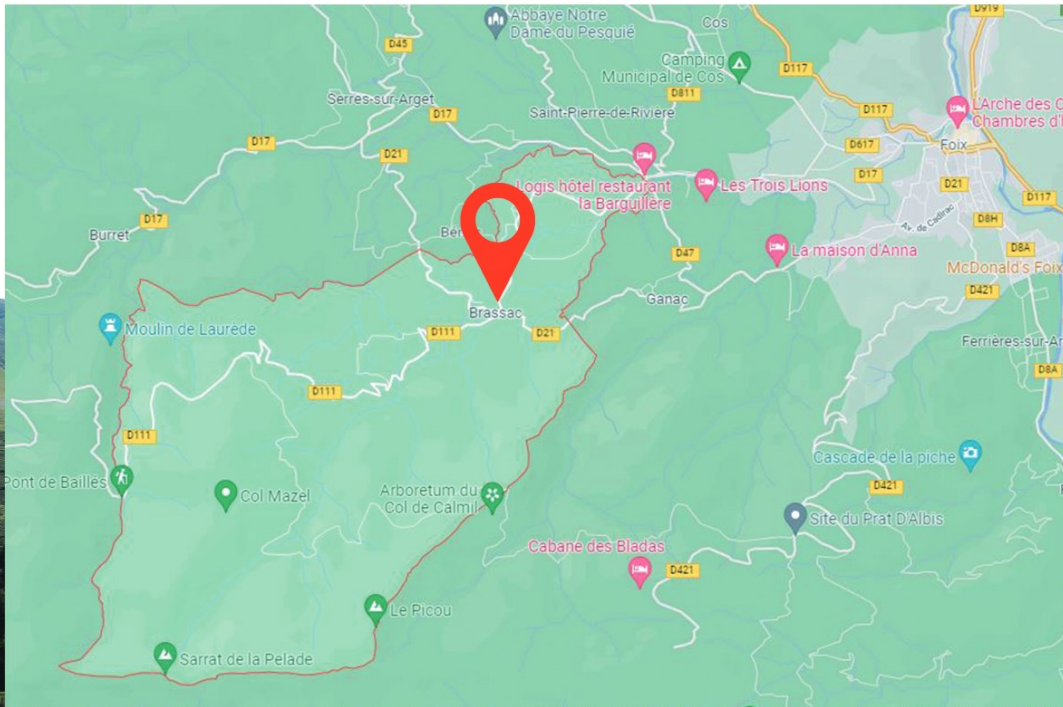 Abbaye Notre
Dame du Pesquié
Cos
D919
D45
Camping
Municipal de Cos
D117
Serres-sur-Arget
D811
D17
Saint-Pierre-de-Rivière
D117
L'Arche des
Chambres d'
D17
D21
D617
Foix
Logis hôtel restaurant
la Barguillère
Les Trois Lions
D17
D21
D117
Av. de Cadirac
D17
Burret
D8H
D47
La maison d'Anna
D8A
McDonald's Foix
D421
Ganac
Brassac
Moulin de Laurède
D111
D21
Ferrières-sur-
D8A
D111
D111
Cascade de la piche
Pont de Bailles
Col Mazel
Arboretum du
Col de Calmil
D421
Site du Prat D'Albis
Cabane des Bladas
D421
Le Picou
Sarrat de la Pelade